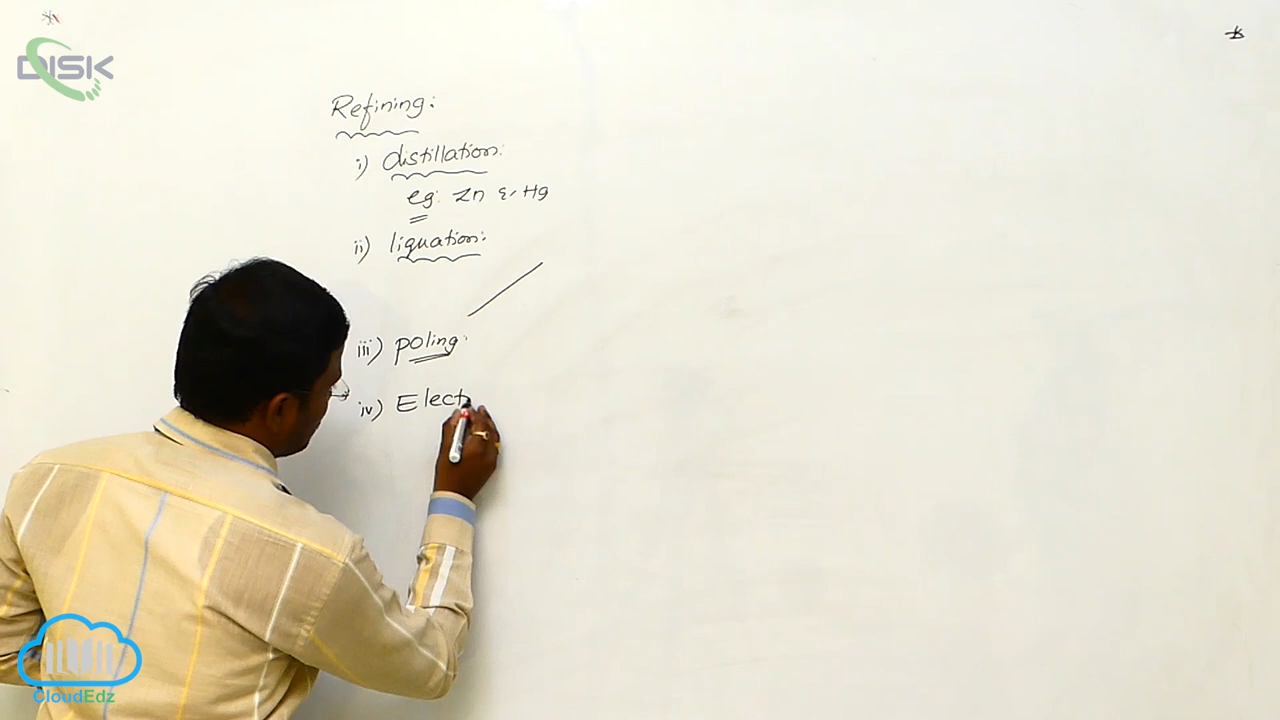 DISK
Refining:
i) distillation:
eg: Zn & Hg
ii) liquation:
iii) poling:
iv) Elect
CloudEdz